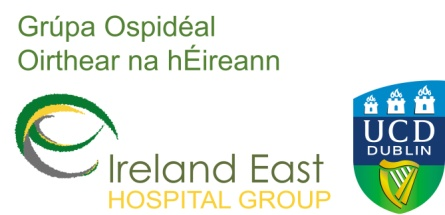 Grúpa Ospidéal
Oirthear na hÉireann
Ireland East
HOSPITAL GROUP
UCD
DUBLIN